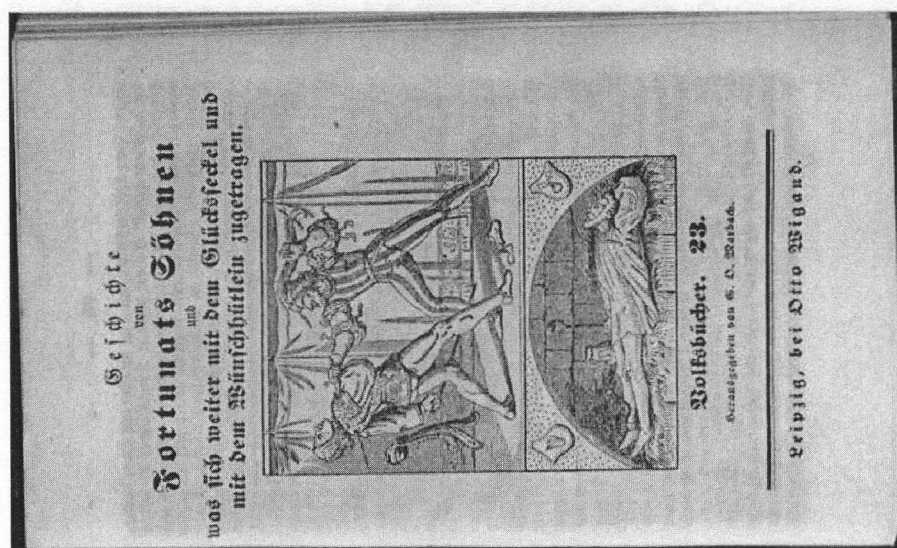 Geschichte
von
Fortunats Söhnen
und
was sich weiter mit dem Glücksseckel und
mit dem Wünschhütlein zugetragen.
Volksbücher. 23.
Herausgegeben von G. O. Marbach.
Leipzig, bei Otto Wigand.